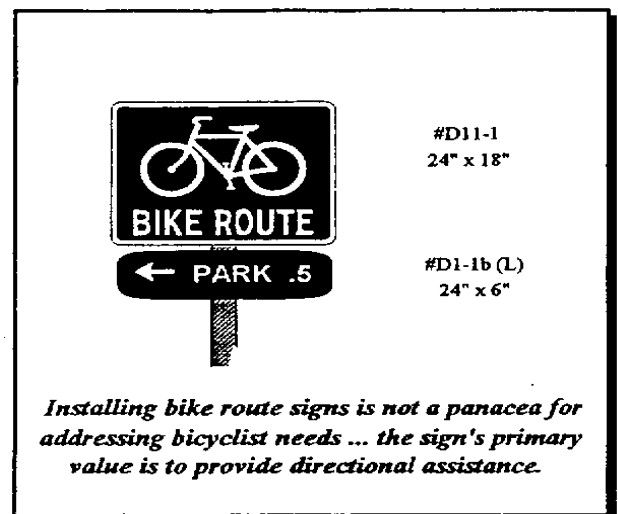 #D11-1
24" x 18"
BIKE ROUTE
← PARK .5
#D1-1b (L)
24" x 6"
Installing bike route signs is not a panacea for
addressing bicyclist needs ... the sign's primary
value is to provide directional assistance.